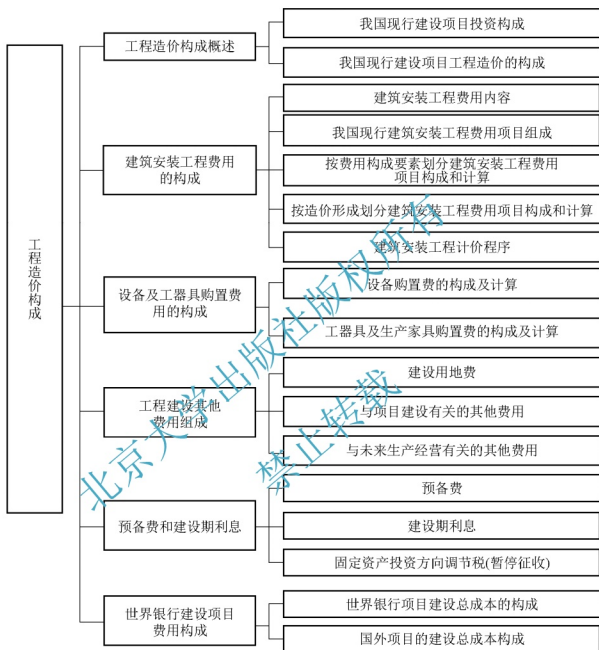 工程造价构成
工程造价构成概述
我国现行建设项目投资构成
我国现行建设项目工程造价的构成
建筑安装工程费用
的构成
建筑安装工程费用内容
我国现行建筑安装工程费用项目组成
按费用构成要素划分建筑安装工程费用
项目构成和计算
按造价形成划分建筑安装工程费用项目构成和计算
建筑安装工程计价程序
设备及工器具购置费
用的构成
设备购置费的构成及计算
工器具及生产家具购置费的构成及计算
工程建设其他
费用组成
建设用地费
与项目建设有关的其他费用
与未来生产经营有关的其他费用
预备费和建设期利息
预备费
建设期利息
固定资产投资方向调节税(暂停征收)
世界银行建设项目
费用构成
世界银行项目建设总成本的构成
国外项目的建设总成本构成
北京大学出版社版权所有
禁止转载